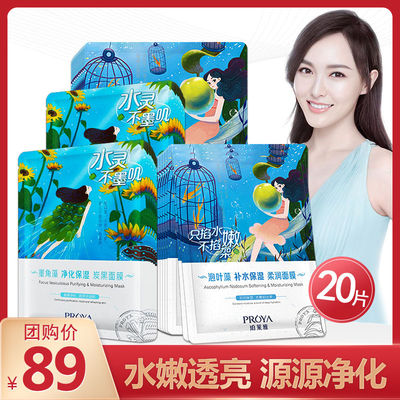 水灵
不墨叽
水灵
不墨叽
墨角藻 净化保湿 炭黑面膜
Focus Vesiculosus Purifying & Moisturizing Mask
PROYA
只掐水嫩
不掐架
泡叶藻 补水保湿 柔润面膜
Ascophyllum Nodosum Softening & Moisturizing Mask
PROYA
珀莱雅
20片
团购价
¥89
水嫩透亮 源源净化